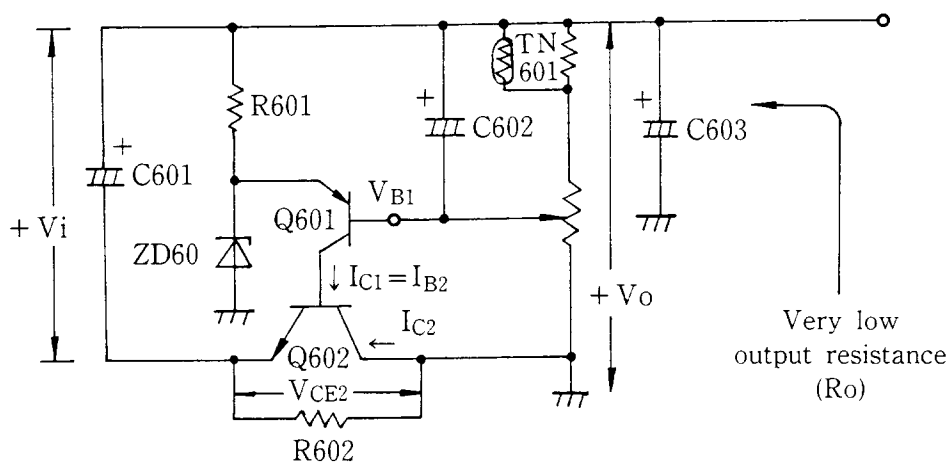 TN
601
R601
C602
C603
C601
+
+
+
VB1
Q601
+ Vi
ZD60
↓ IC1=IB2
+ Vo
← IC2
Q602
VCE2
R602
Very low
output resistance
(Ro)